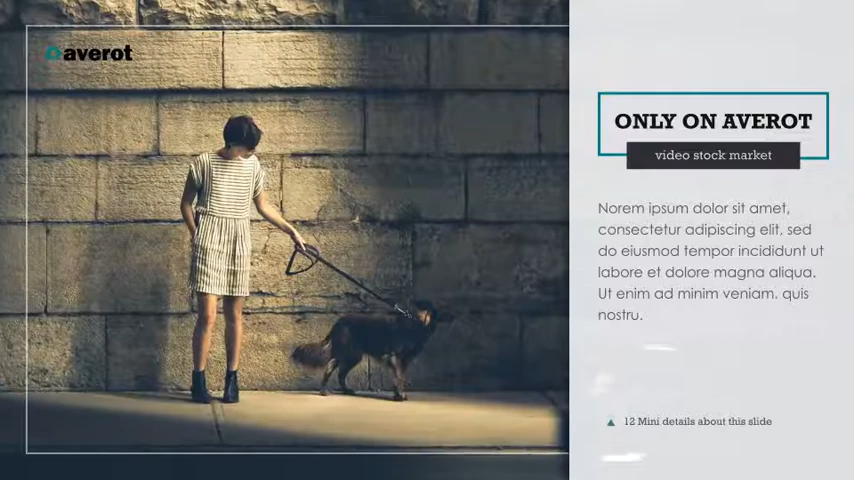 averot
ONLY ON AVEROT
video stock market
Norem ipsum dolor sit amet,
consectetur adipiscing elit, sed
do eiusmod tempor incididunt ut
labore et dolore magna aliqua.
Ut enim ad minim veniam. quis
nostru.
12 Mini details about this slide